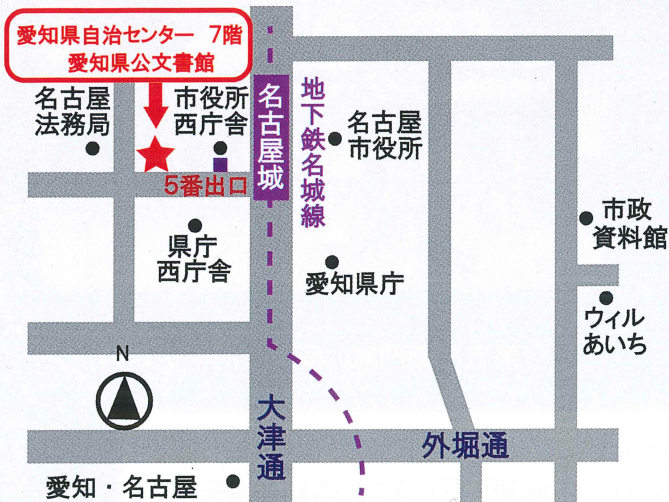 愛知県自治センター 7階
愛知県公文書館
名古屋
法務局
市役所
西庁舎
名古屋城
地下鉄名城線
名古屋
市役所
5番出口
県庁
西庁舎
愛知県庁
市政
資料館
ウィル
あいち
N
大津通
外堀通
愛知・名古屋